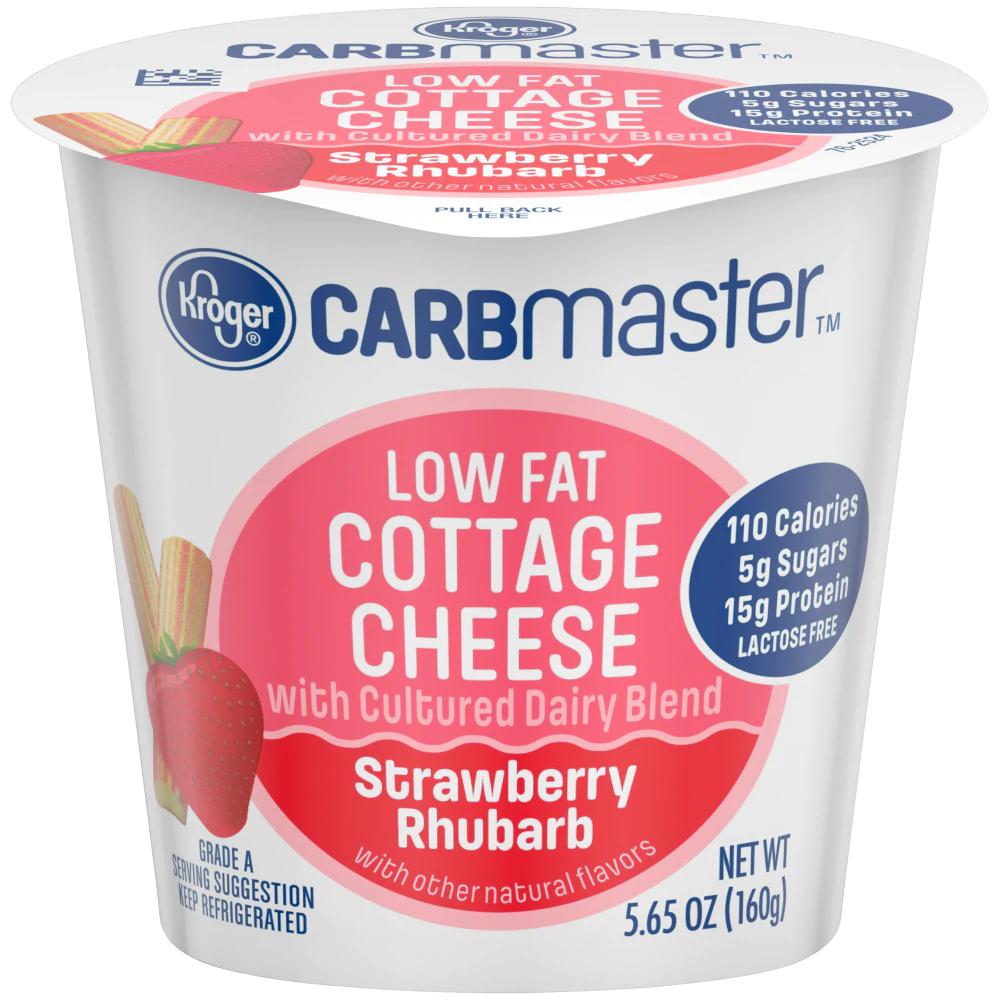 Kroger®
CARBmaster™
LOW FAT
COTTAGE
CHEESE
with Cultured Dairy Blend
Strawberry
Rhubarb
with other natural flavors
110 Calories
5g Sugars
15g Protein
LACTOSE FREE
76-2524
PULL BACK
HERE
Kroger®
CARBmaster™
LOW FAT
COTTAGE
CHEESE
with Cultured Dairy Blend
Strawberry
Rhubarb
with other natural flavors
110 Calories
5g Sugars
15g Protein
LACTOSE FREE
GRADE A
SERVING SUGGESTION
KEEP REFRIGERATED
NET WT
5.65 OZ (160g)